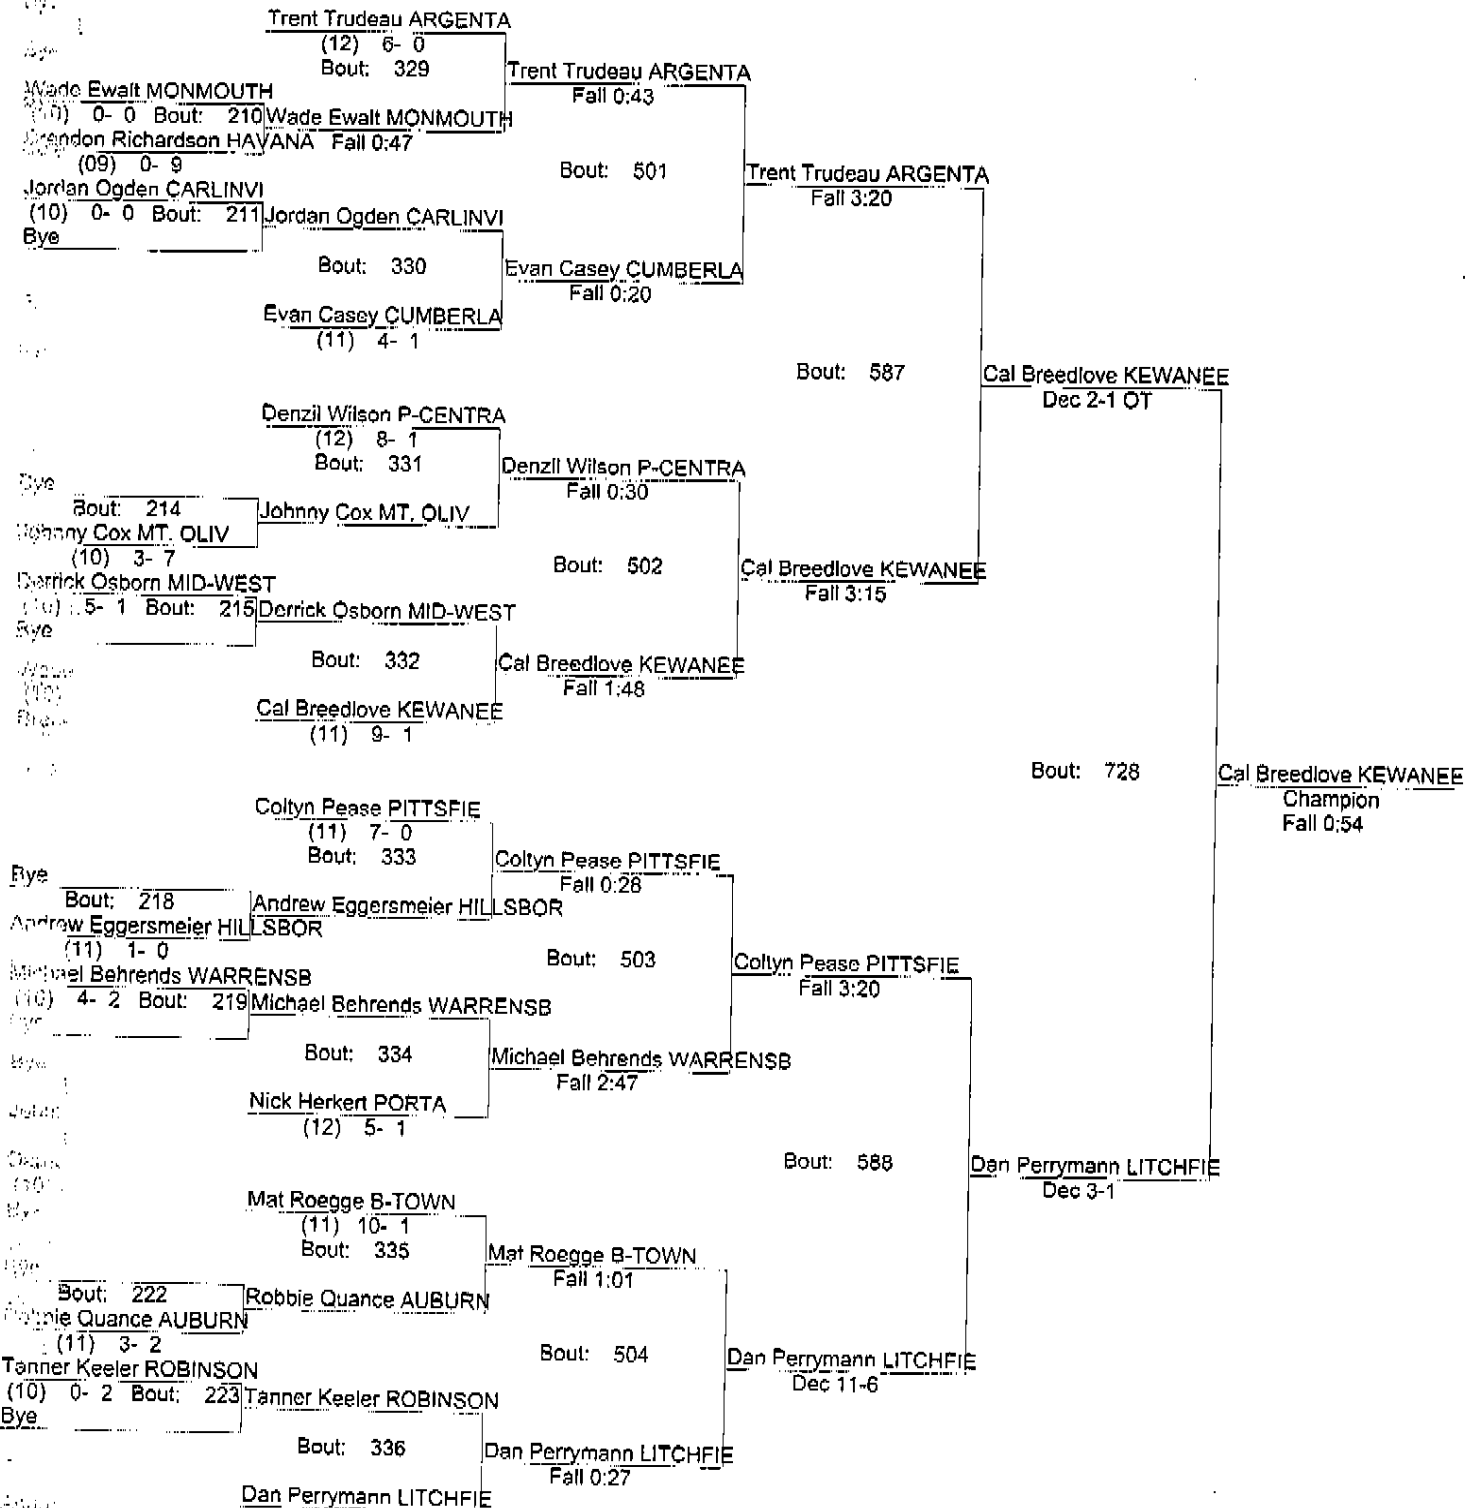 Trent Trudeau ARGENTA
(12) 6- 0
Bout: 329
Trent Trudeau ARGENTA
Fall 0:43
Wade Ewalt MONMOUTH
(10) 0- 0 Bout: 210
Wade Ewalt MONMOUTH
Fall 0:47
Richardson HAVANA
(09) 0- 9
Bout: 501
Trent Trudeau ARGENTA
Fall 3:20
Jordan Ogden CARLINVI
(10) 0- 0 Bout: 211
Jordan Ogden CARLINVI
Bye
Bout: 330
Evan Casey CUMBERLA
Fall 0:20
Evan Casey CUMBERLA
(11) 4- 1
Bout: 587
Cal Breedlove KEWANEE
Dec 2-1 OT
Denzil Wilson P-CENTRA
(12) 8- 1
Bout: 331
Denzil Wilson P-CENTRA
Fall 0:30
Bye
Bout: 214
Johnny Cox MT. OLIV
Johnny Cox MT. OLIV
(10) 3- 7
Bout: 502
Cal Breedlove KEWANEE
Fall 3:15
Derrick Osborn MID-WEST
(10) 5- 1 Bout: 215
Derrick Osborn MID-WEST
Bye
Bout: 332
Cal Breedlove KEWANEE
Fall 1:48
Cal Breedlove KEWANEE
(11) 9- 1
Bout: 728
Cal Breedlove KEWANEE
Champion
Fall 0:54
Coltyn Pease PITTSFIE
(11) 7- 0
Bout: 333
Coltyn Pease PITTSFIE
Fall 0:28
Bye
Bout: 218
Andrew Eggersmeier HILLSBOR
Andrew Eggersmeier HILLSBOR
(11) 1- 0
Bout: 503
Coltyn Pease PITTSFIE
Fall 3:20
Michael Behrends WARRENSB
(10) 4- 2 Bout: 219
Michael Behrends WARRENSB
Bye
Bout: 334
Michael Behrends WARRENSB
Fall 2:47
Nick Herkert PORTA
(12) 5- 1
Bout: 588
Dan Perrymann LITCHFIE
Dec 3-1
Mat Roegge B-TOWN
(11) 10- 1
Bout: 335
Mat Roegge B-TOWN
Fall 1:01
Bye
Bout: 222
Robbie Quance AUBURN
Robbie Quance AUBURN
(11) 3- 2
Bout: 504
Dan Perrymann LITCHFIE
Dec 11-6
Tanner Keeler ROBINSON
(10) 0- 2 Bout: 223
Tanner Keeler ROBINSON
Bye
Bout: 336
Dan Perrymann LITCHFIE
Fall 0:27
Dan Perrymann LITCHFIE